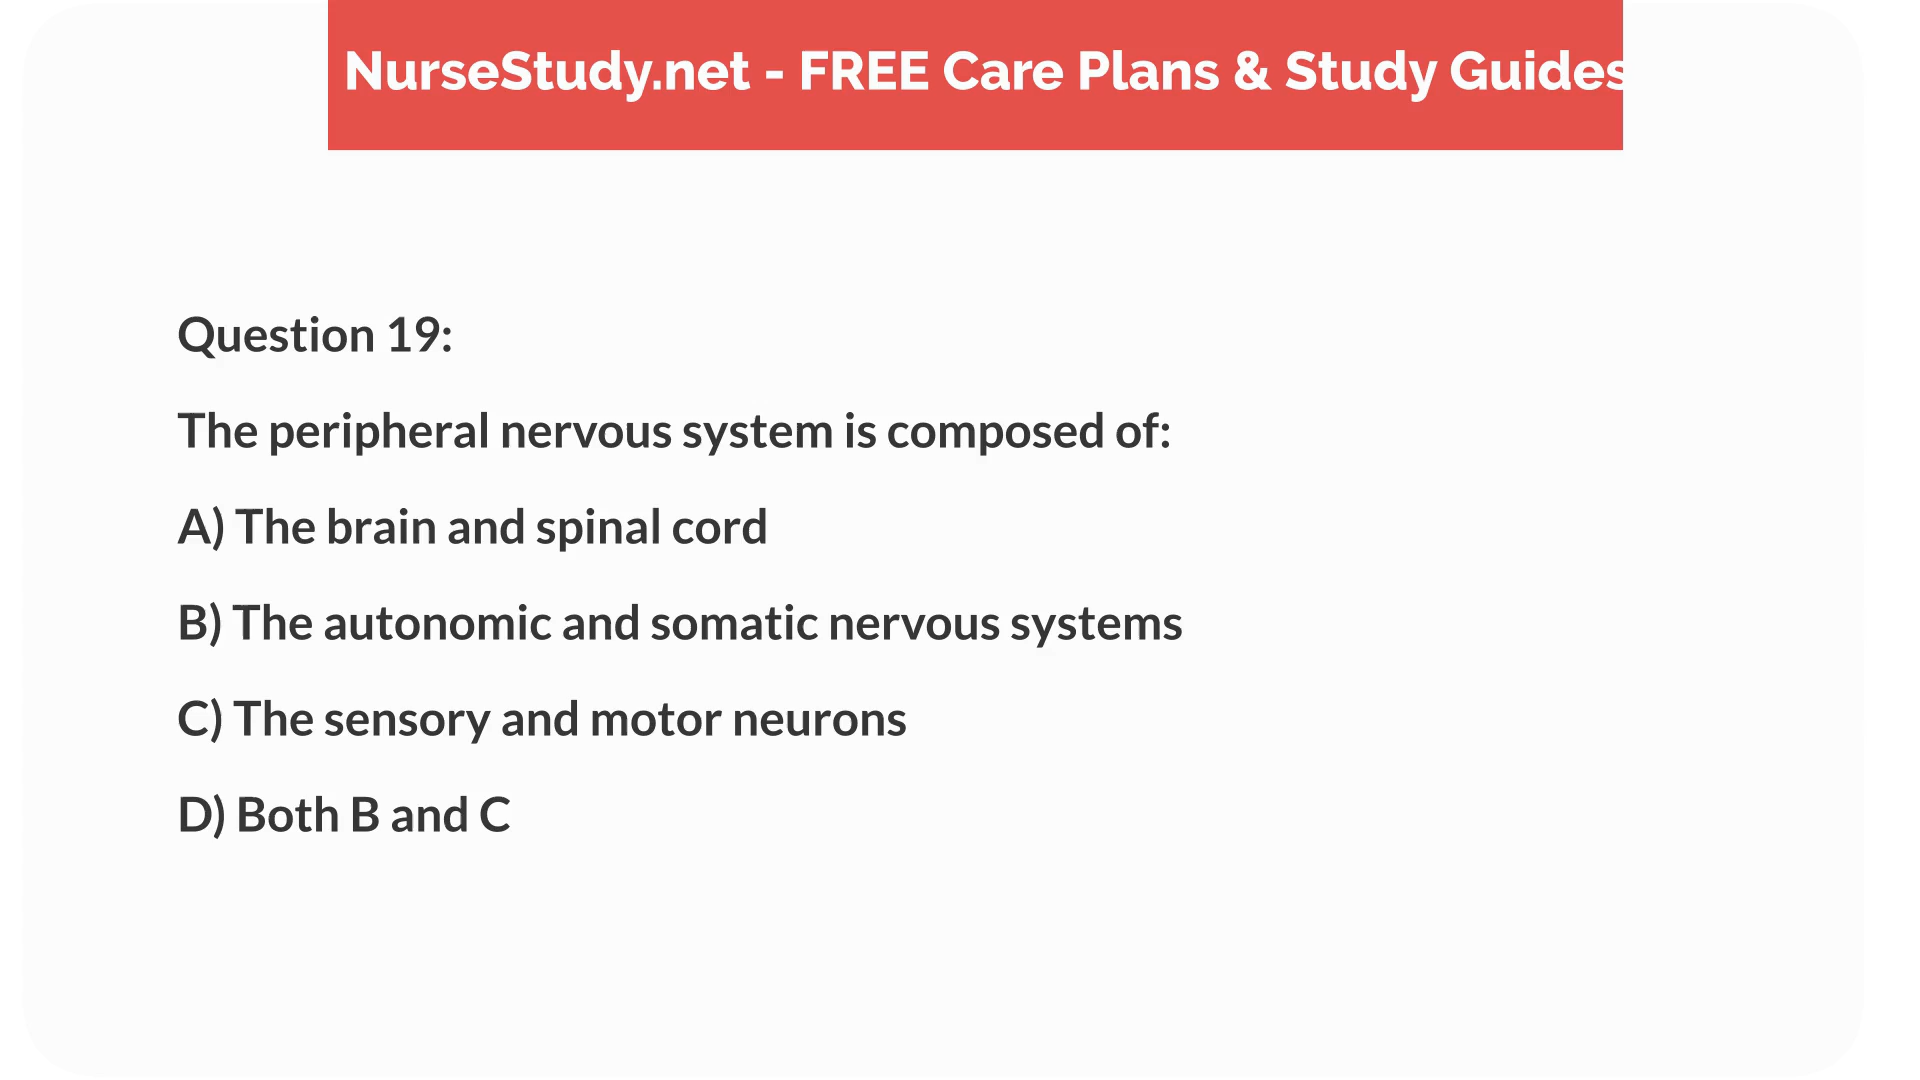 NurseStudy.net - FREE Care Plans & Study Guides
Question 19:
The peripheral nervous system is composed of:
A) The brain and spinal cord
B) The autonomic and somatic nervous systems
C) The sensory and motor neurons
D) Both B and C